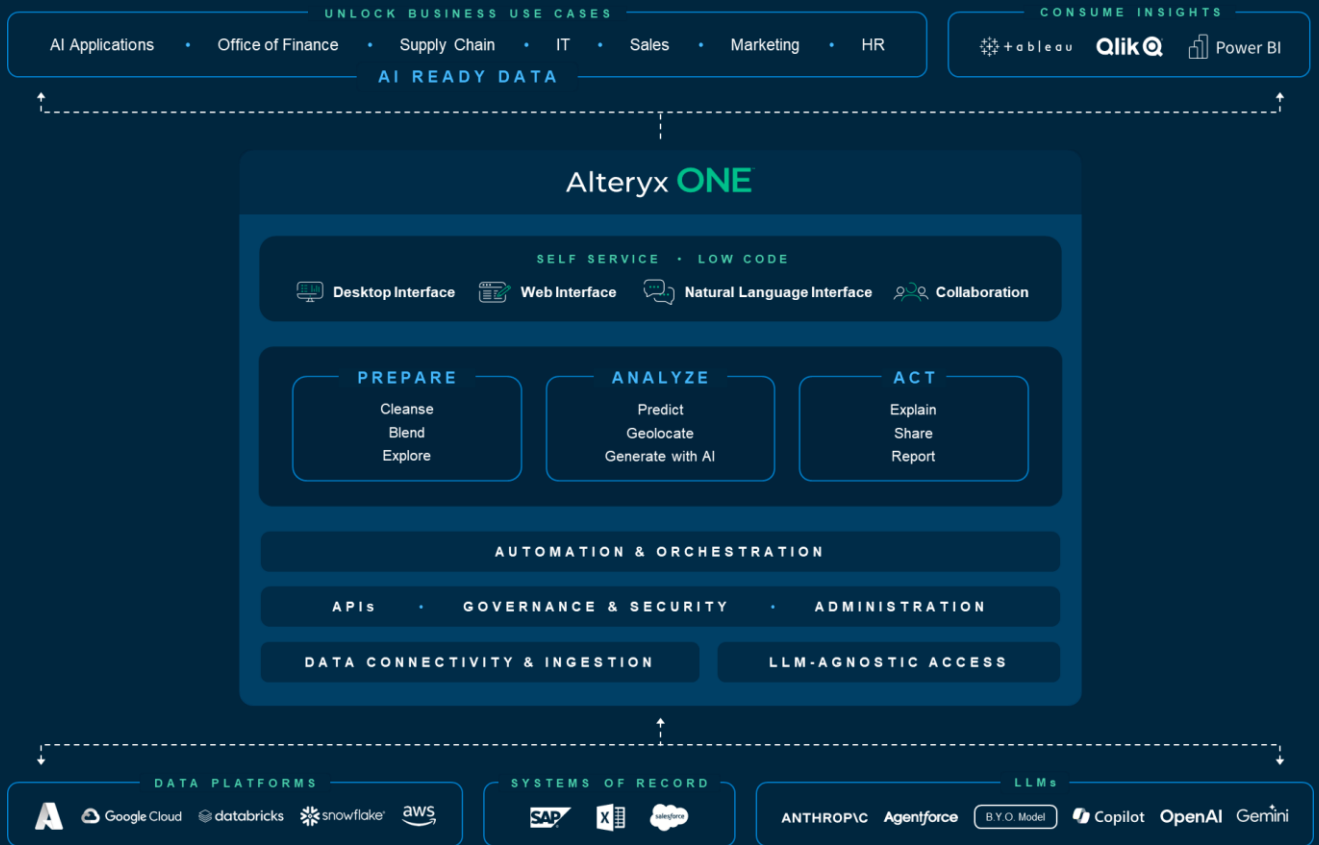 UNLOCK BUSINESS USE CASES
AI Applications • Office of Finance • Supply Chain • IT • Sales • Marketing • HR
AI READY DATA
CONSUME INSIGHTS
+ableau Qlik Power BI
Alteryx ONE
SELF SERVICE • LOW CODE
Desktop Interface Web Interface Natural Language Interface Collaboration
PREPARE
Cleanse
Blend
Explore
ANALYZE
Predict
Geolocate
Generate with AI
ACT
Explain
Share
Report
AUTOMATION & ORCHESTRATION
APIs • GOVERNANCE & SECURITY • ADMINISTRATION
DATA CONNECTIVITY & INGESTION
LLM-AGNOSTIC ACCESS
DATA PLATFORMS
Google Cloud databricks snowflake aws
SYSTEMS OF RECORD
SAP X salesforce
LLMs
ANTHROP\C Agentforce B.Y.O. Model Copilot OpenAI Gemini